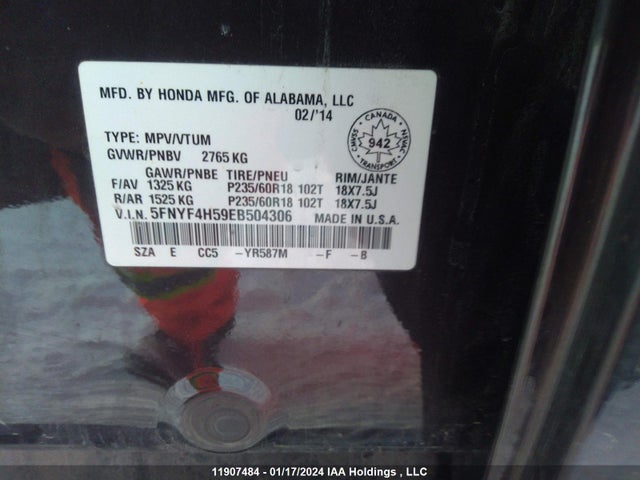 MFD. BY HONDA MFG. OF ALABAMA, LLC
02/'14
TYPE: MPV/VTUM
GVWR/PNBV 2765 KG
CANADA
CMVSS 942 NSVAC
TRANSPORT
GAWR/PNBE TIRE/PNEU RIM/JANTE
F/AV 1325 KG P235/60R18 102T 18X7.5J
R/AR 1525 KG P235/60R18 102T 18X7.5J
V.I.N. 5FNYF4H59EB504306 MADE IN U.S.A.
SZA E CC5 -YR587M -F -B
11907484 - 01/17/2024 IAA Holdings , LLC